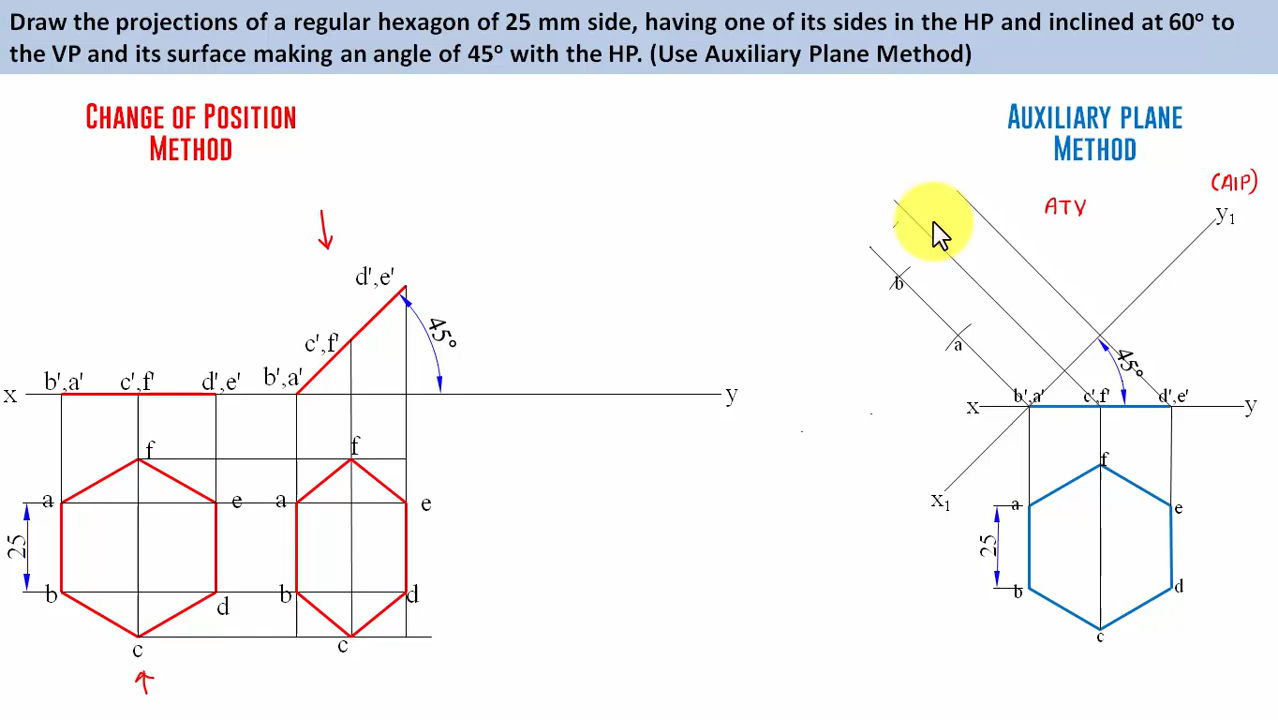 Draw the projections of a regular hexagon of 25 mm side, having one of its sides in the HP and inclined at 60° to
the VP and its surface making an angle of 45° with the HP. (Use Auxiliary Plane Method)
CHANGE OF POSITION
METHOD
AUXILIARY PLANE
METHOD
(AIP)
ATV
y₁
d',e'
45°
c',f'
b',a'
b
a
45°
x
b',a'
c',f'
d',e'
y
x
b',a'
c',f'
d',e'
y
f
f
f
a
e
a
e
x₁
a
e
25
25
b
d
b
d
b
d
c
c
c